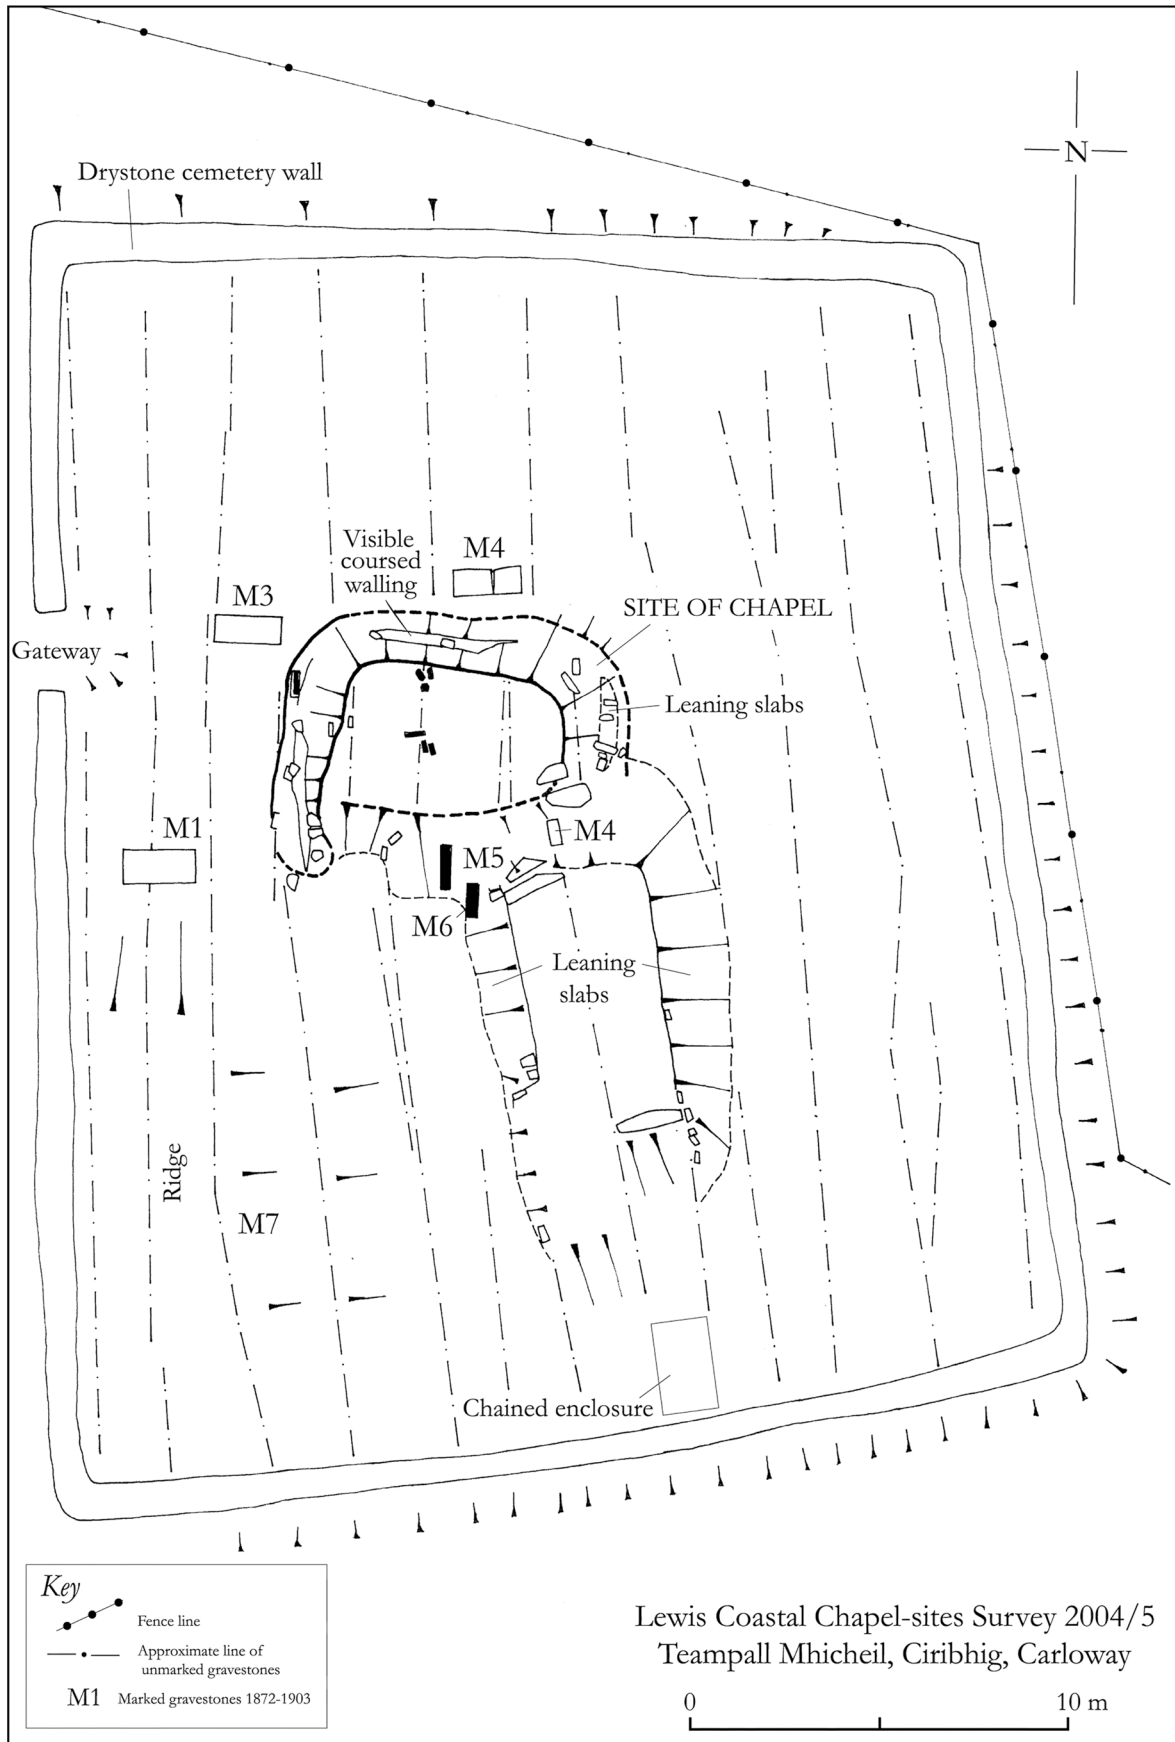 Drystone cemetery wall
N
Visible
coursed
walling
M4
M3
SITE OF CHAPEL
Gateway
Leaning slabs
M1
M4
M5
M6
Leaning
slabs
Ridge
M7
Chained enclosure
Key
Fence line
Approximate line of
unmarked gravestones
M1 Marked gravestones 1872-1903
Lewis Coastal Chapel-sites Survey 2004/5
Teampall Mhicheil, Ciribhig, Carloway
0 10 m